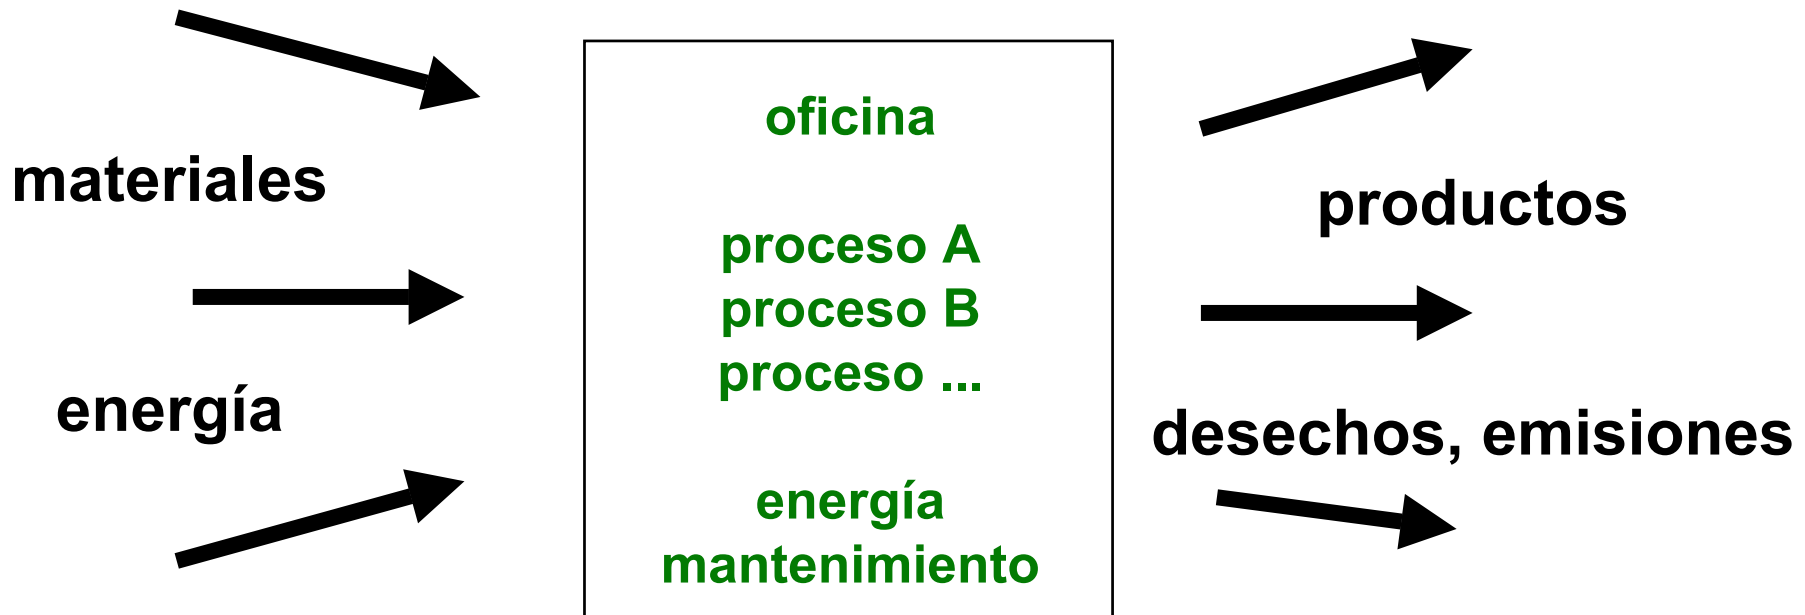 materiales
energía
oficina
proceso A
proceso B
proceso ...
energía
mantenimiento
productos
desechos, emisiones